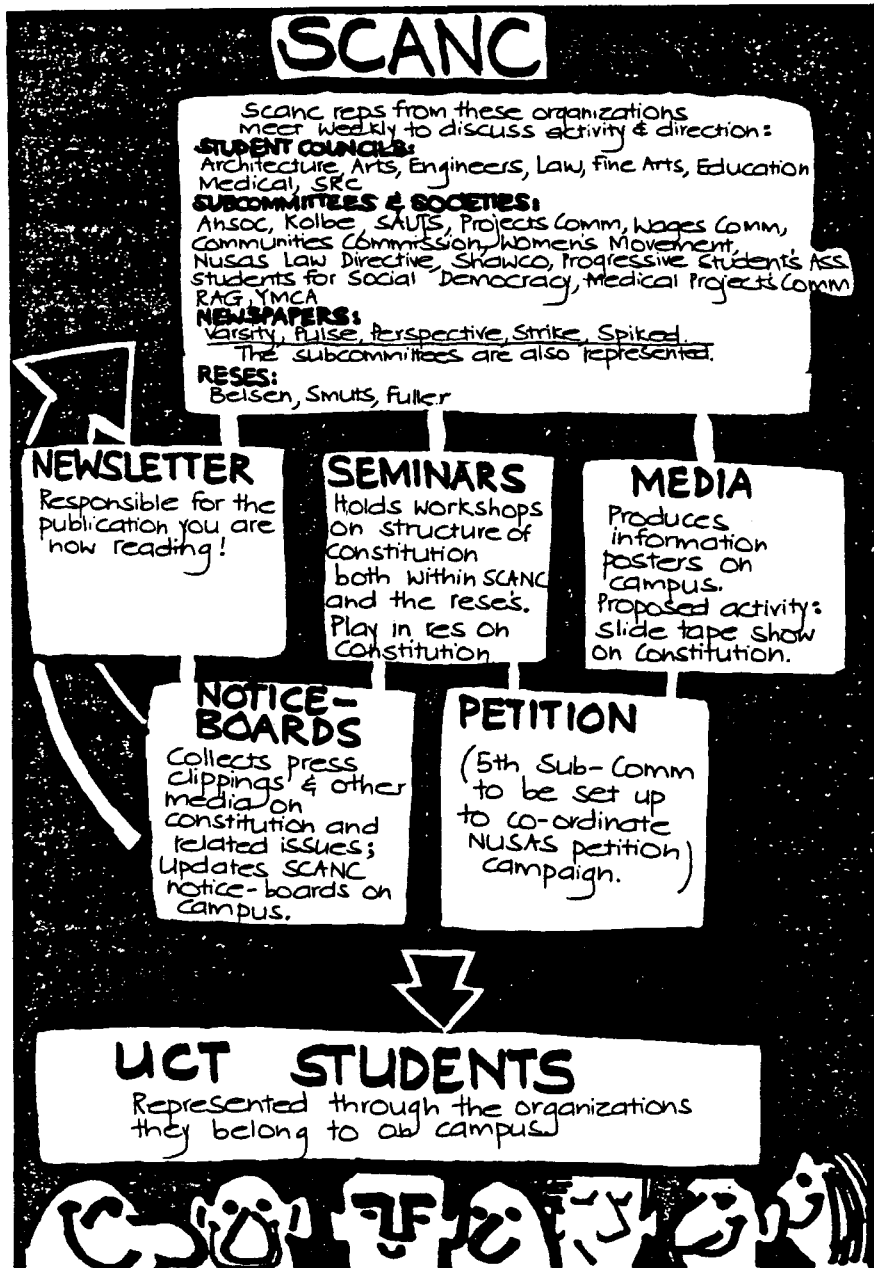 SCANC
Scanc reps from these organizations
meet weekly to discuss activity & direction:
STUDENT COUNCILS:
Architecture, Arts, Engineers, Law, Fine Arts, Education
Medical, SRC
SUBCOMMITTEES & SOCIETIES:
Ansoc, Kolbe, SAUJS, Projects Comm, Wages Comm,
Communities Commission, Women's Movement,
Nusas Law Directive, Shawco, Progressive Student's Ass
Students for Social Democracy, Medical Projects Comm
RAG, YMCA
NEWSPAPERS:
Varsity, Pulse, Perspective, Strike, Spiked.
The subcommittees are also represented.
RESES:
Belsen, Smuts, Fuller
NEWSLETTER
Responsible for the
publication you are
now reading!
SEMINARS
Holds workshops
on structure of
constitution
both within SCANC
and the rese's.
Play in res on
Constitution
MEDIA
Produces
information
posters on
campus.
Proposed activity:
slide tape show
on Constitution.
NOTICE-
BOARDS
Collects press
clippings & other
media on
constitution and
related issues;
Updates SCANC
notice-boards on
campus.
PETITION
(5th Sub-Comm
to be set up
to co-ordinate
NUSAS petition
campaign.)
UCT STUDENTS
Represented through the organizations
they belong to on campus